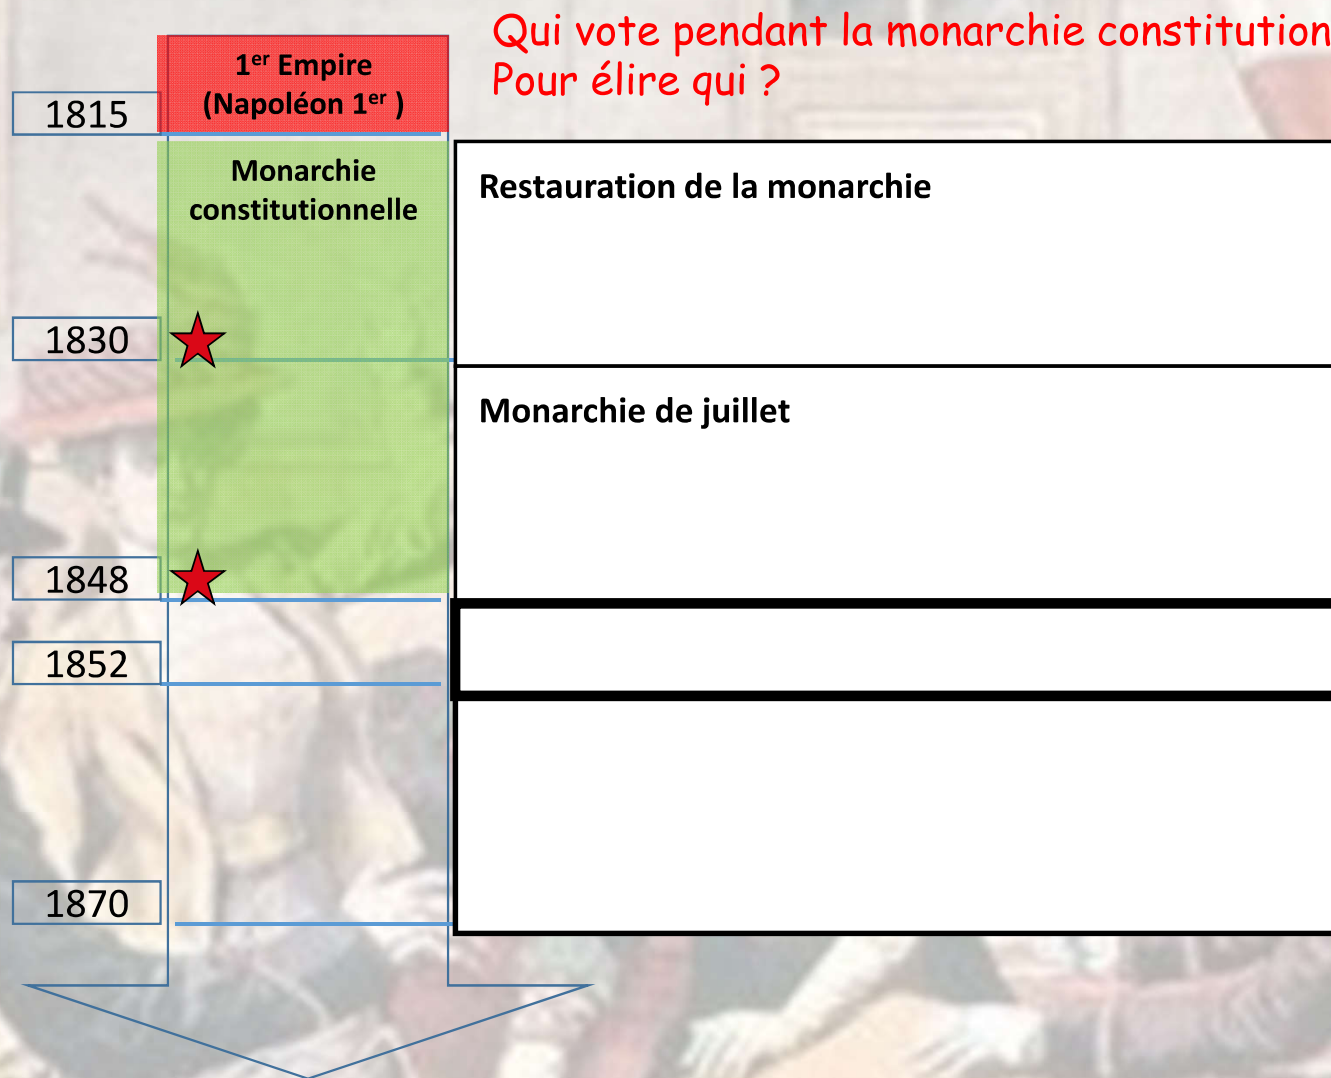 Qui vote pendant la monarchie constitution
Pour élire qui ?
1er Empire
(Napoléon 1er )
1815
Monarchie
constitutionnelle
Restauration de la monarchie
1830
Monarchie de juillet
1848
1852
1870